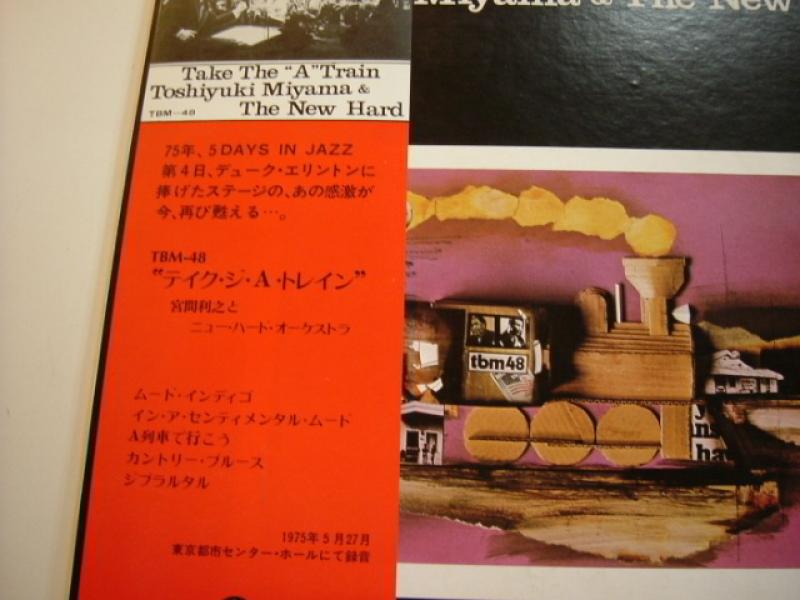 Take The "A" Train
Toshiyuki Miyama &
The New Hard
TBM-48
75年、5DAYS IN JAZZ
第4日、デューク・エリントンに
捧げたステージの、あの感激が
今、再び甦える…。
TBM-48
"テイク・ジ・A・トレイン"
宮間利之と
ニュー・ハード・オーケストラ
ムード・インディゴ
イン・ア・センティメンタル・ムード
A列車で行こう
カントリー・ブルース
ジブラルタル
1975年5月27月
東京都市センター・ホールにて録音
Miyama & The New
tbm48